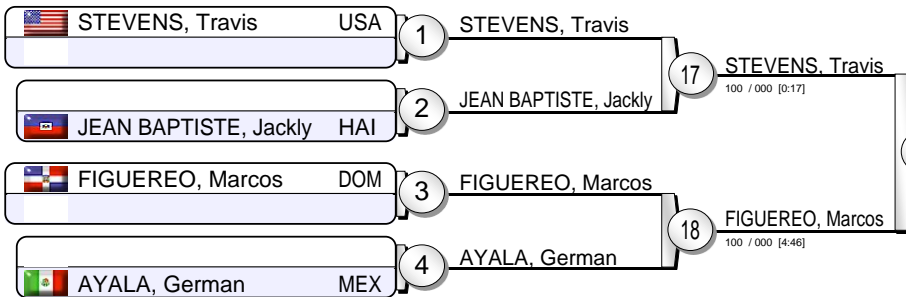 STEVENS, Travis USA
1
STEVENS, Travis
17
STEVENS, Travis
100 / 000 [0:17]
2
JEAN BAPTISTE, Jackly
JEAN BAPTISTE, Jackly HAI
FIGUEREO, Marcos DOM
3
FIGUEREO, Marcos
18
FIGUEREO, Marcos
100 / 000 [4:46]
4
AYALA, German
AYALA, German MEX